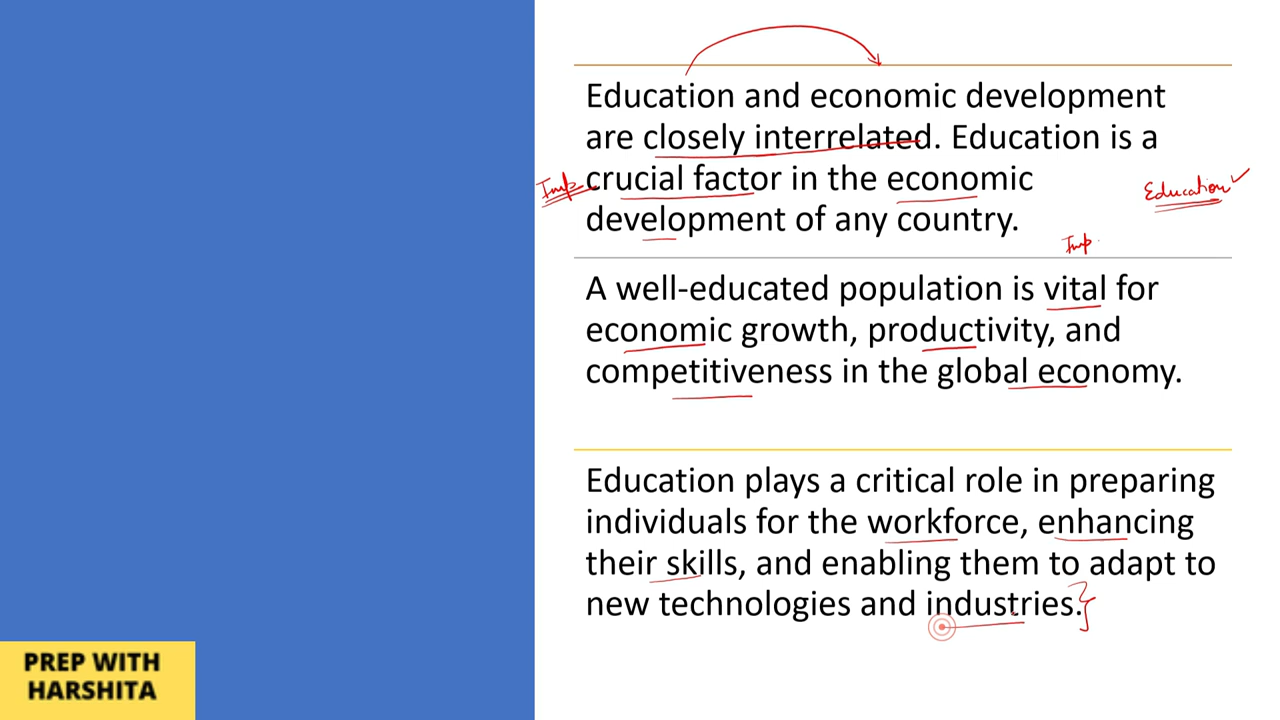 Education and economic development
are closely interrelated. Education is a
Imp crucial factor in the economic
Education
development of any country.
Imp
A well-educated population is vital for
economic growth, productivity, and
competitiveness in the global economy.
Education plays a critical role in preparing
individuals for the workforce, enhancing
their skills, and enabling them to adapt to
new technologies and industries.
PREP WITH
HARSHITA